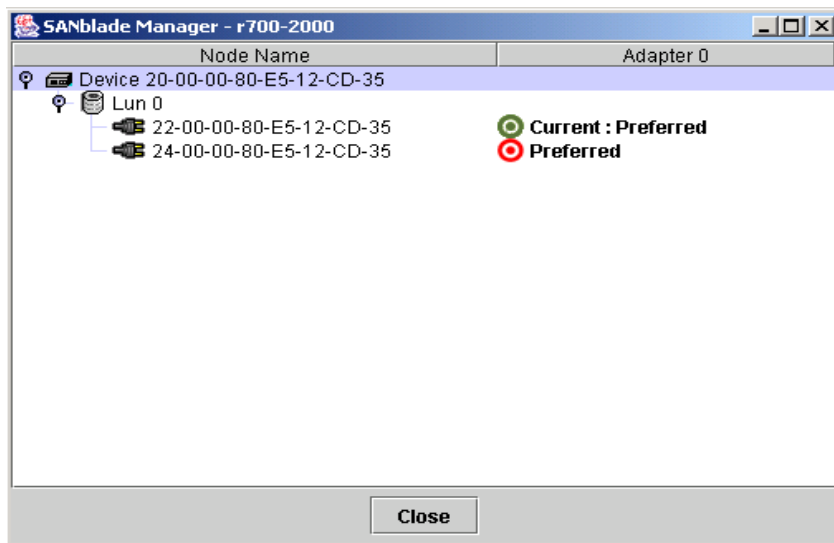 SANblade Manager - r700-2000
Node Name Adapter 0
Device 20-00-00-80-E5-12-CD-35
Lun 0
22-00-00-80-E5-12-CD-35 Current : Preferred
24-00-00-80-E5-12-CD-35 Preferred
Close